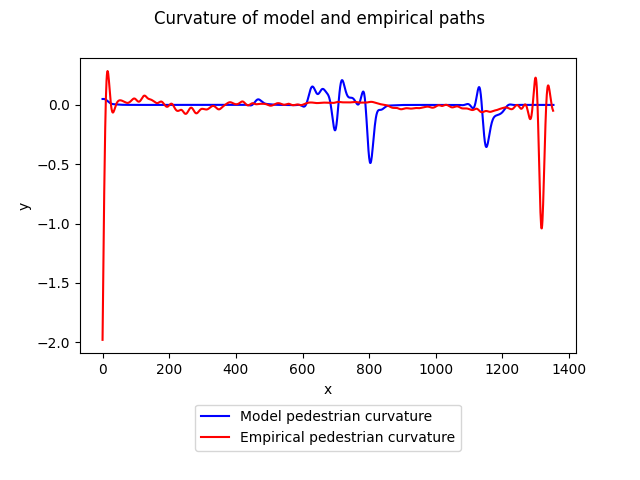 Curvature of model and empirical paths
y
0.0
−0.5
−1.0
−1.5
−2.0
0 200 400 600 800 1000 1200 1400
x
Model pedestrian curvature
Empirical pedestrian curvature